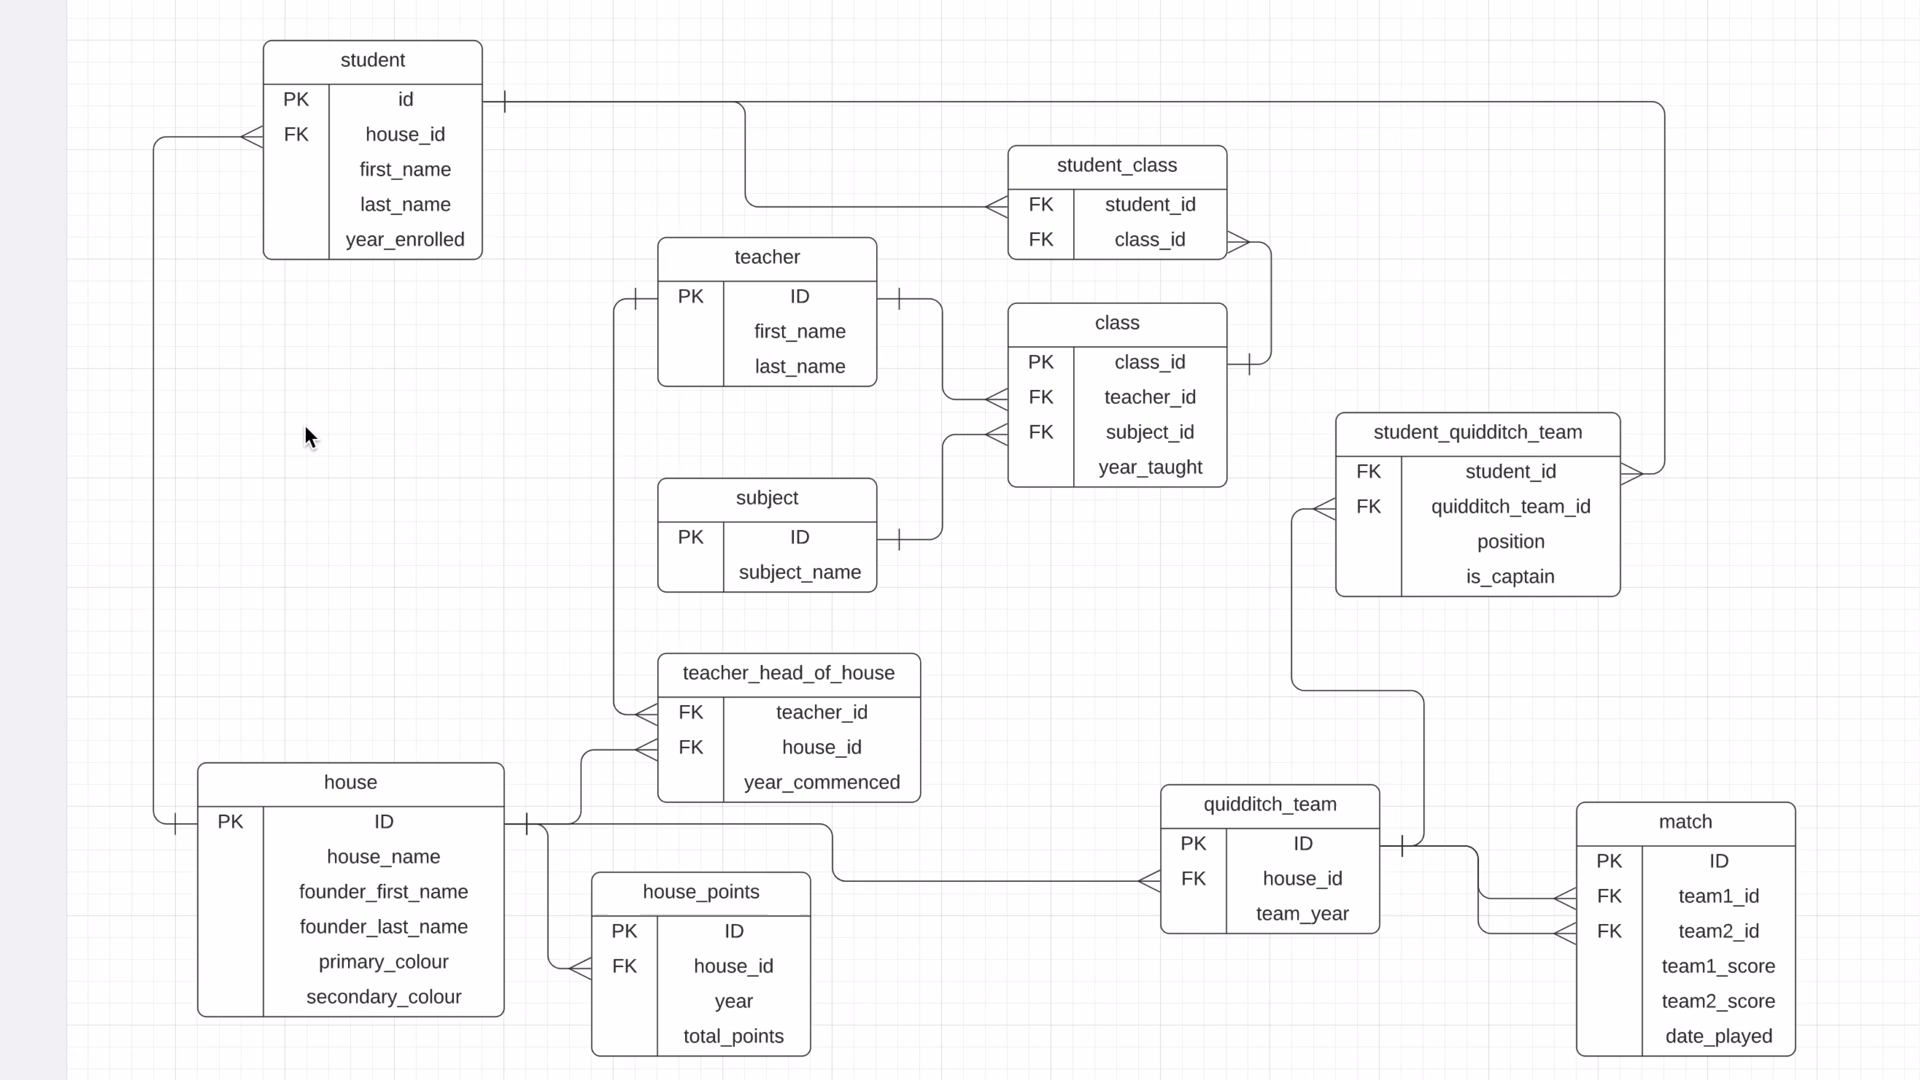 student
PK id
FK house_id
first_name
last_name
year_enrolled
student_class
FK student_id
FK class_id
teacher
PK ID
first_name
last_name
class
PK class_id
FK teacher_id
FK subject_id
year_taught
student_quidditch_team
FK student_id
FK quidditch_team_id
position
is_captain
subject
PK ID
subject_name
teacher_head_of_house
FK teacher_id
FK house_id
year_commenced
house
PK ID
house_name
founder_first_name
founder_last_name
primary_colour
secondary_colour
house_points
PK ID
FK house_id
year
total_points
quidditch_team
PK ID
FK house_id
team_year
match
PK ID
FK team1_id
FK team2_id
team1_score
team2_score
date_played